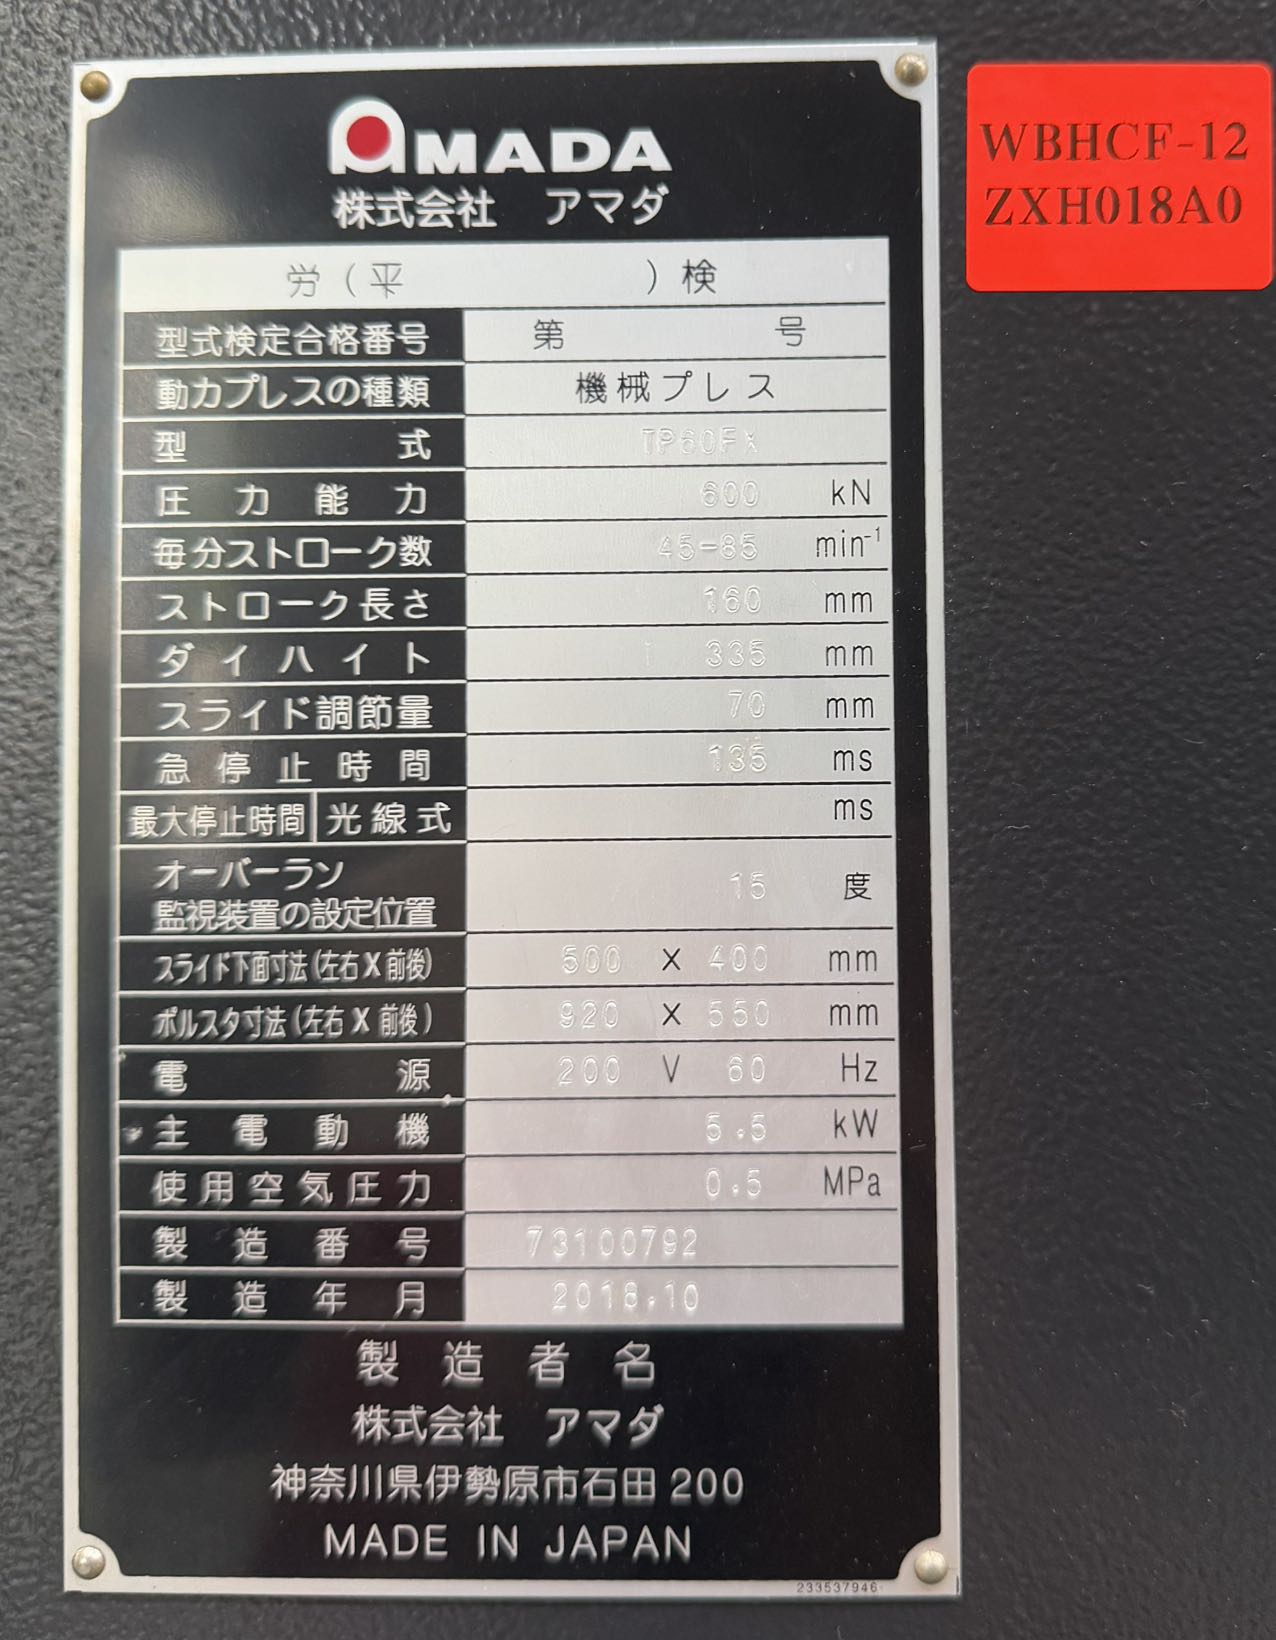 AMADA
株式会社 アマダ
労（平 ）検
型式検定合格番号 第 号
動力プレスの種類 機械プレス
型式 TP60FX
圧力能力 600 kN
毎分ストローク数 45-85 min-1
ストローク長さ 160 mm
ダイハイト 335 mm
スライド調節量 70 mm
急停止時間 135 ms
最大停止時間 光線式 ms
オーバーラン
監視装置の設定位置 15 度
スライド下面寸法(左右X前後) 500 X 400 mm
ボルスタ寸法(左右X前後) 920 X 550 mm
電源 200 V 60 Hz
主電動機 5.5 kW
使用空気圧力 0.5 MPa
製造番号 73100792
製造年月 2018.10
製造者名
株式会社 アマダ
神奈川県伊勢原市石田200
MADE IN JAPAN
233537946
WBHCF-12
ZXH018A0